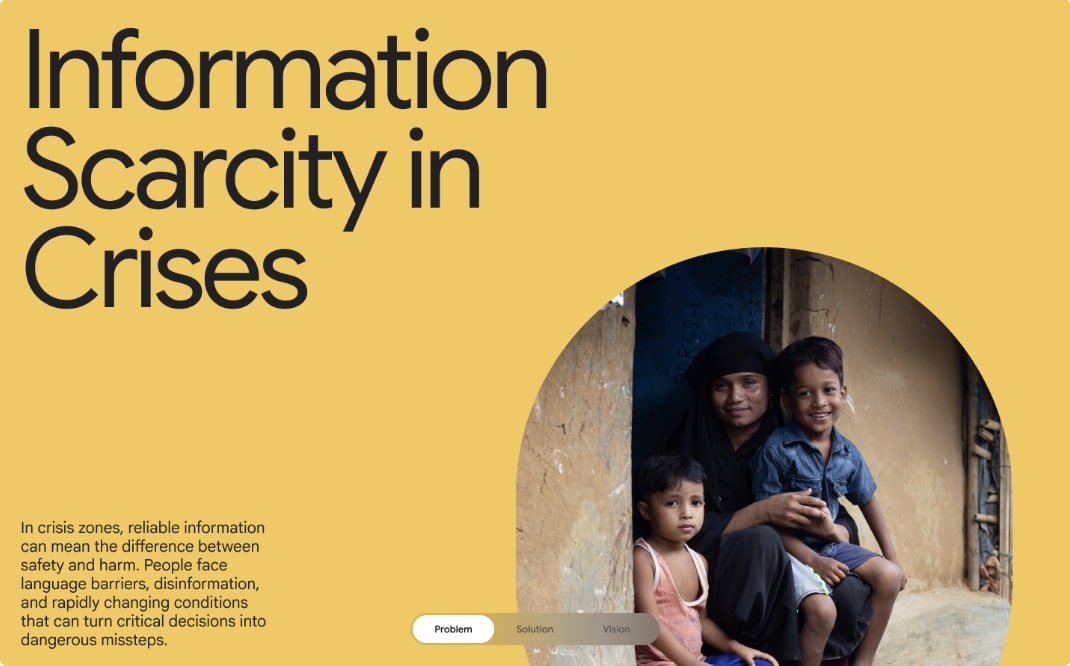 Information
Scarcity in
Crises
In crisis zones, reliable information
can mean the difference between
safety and harm. People face
language barriers, disinformation,
and rapidly changing conditions
that can turn critical decisions into
dangerous missteps.
Problem
Solution
Vision